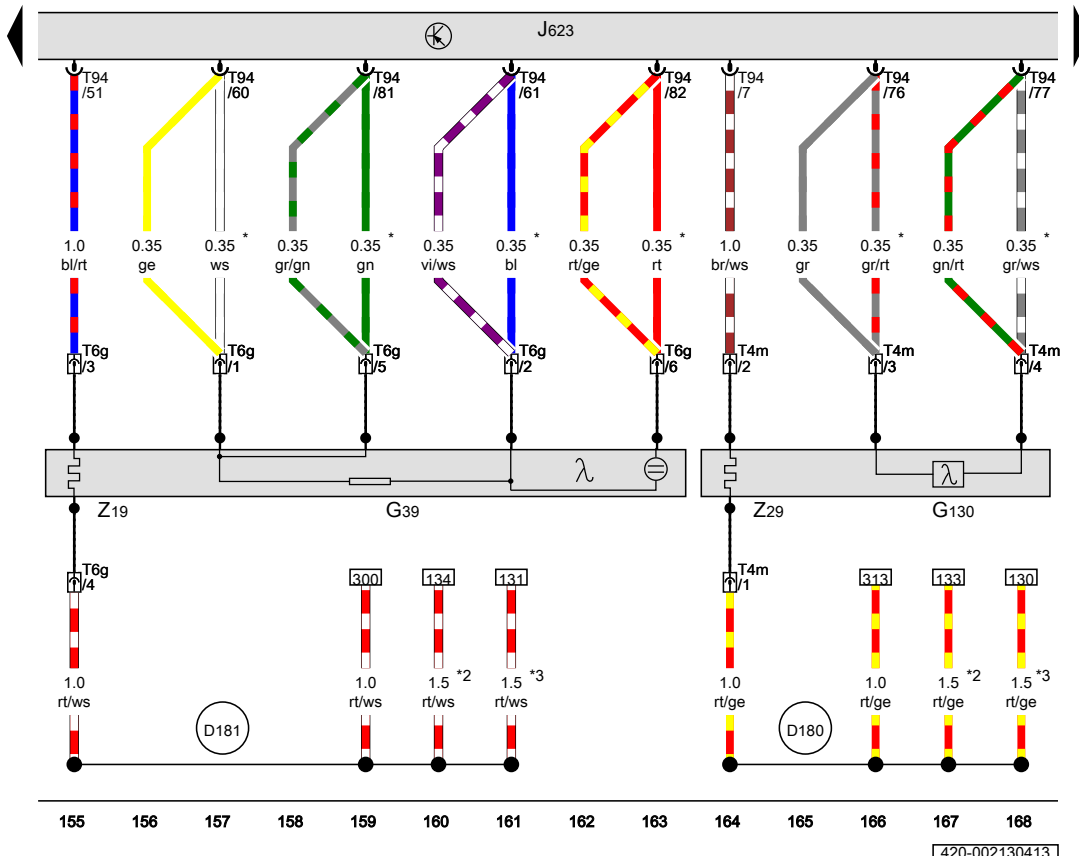 J623
T94 T94 T94 T94 T94 T94 T94 T94
/51 /60 /81 /61 /82 /7 /76 /77
1.0 0.35 0.35 * 0.35 0.35 * 0.35 0.35 * 0.35 0.35 * 1.0 0.35 0.35 * 0.35 0.35 *
bl/rt ge ws gr/gn gn vi/ws bl rt/ge rt br/ws gr gr/rt gn/rt gr/ws
T6g T6g T6g T6g T6g T4m T4m T4m
/3 /1 /5 /2 /6 /2 /3 /4
λ λ
Z19 G39 Z29 G130
T6g 300 134 131 T4m 313 133 130
/4 /1
1.0 1.0 1.5 *2 1.5 *3 1.0 1.0 1.5 *2 1.5 *3
rt/ws rt/ws rt/ws rt/ws rt/ge rt/ge rt/ge rt/ge
D181 D180
155 156 157 158 159 160 161 162 163 164 165 166 167 168
420-002130413